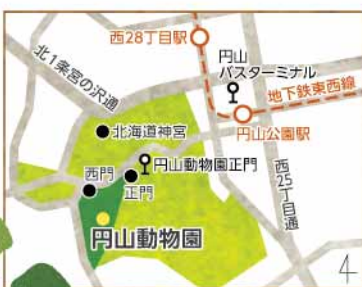 西28丁目駅
北1条宮の沢通
円山
バスターミナル
地下鉄東西線
円山公園駅
北海道神宮
円山動物園正門
西門
正門
西25丁目通
円山動物園
4